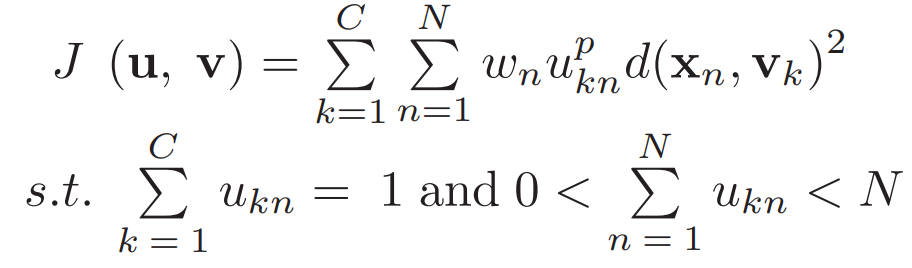 J (𝐮, 𝐯) = ∑_{k=1}^{C} ∑_{n=1}^{N} w_n u_{kn}^{p} d(𝐱_n, 𝐯_k)^2
s.t. ∑_{k = 1}^{C} u_{kn} = 1 and 0 < ∑_{n = 1}^{N} u_{kn} < N